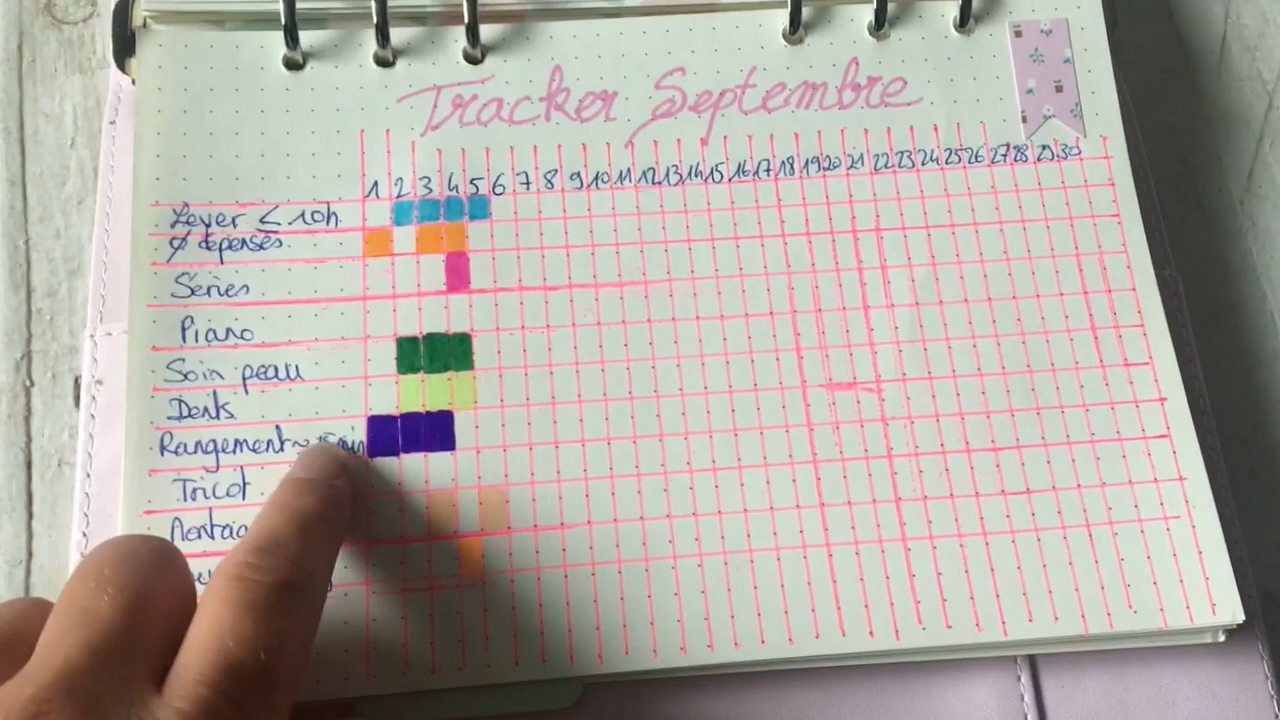 Tracker Septembre
1 2 3 4 5 6 7 8 9 10 11 12 13 14 15 16 17 18 19 20 21 22 23 24 25 26 27 28 29 30
Lever ≤ 10h
∅ dépenses
Séries
Piano
Soin peau
Dents
Rangement ~
Tricot